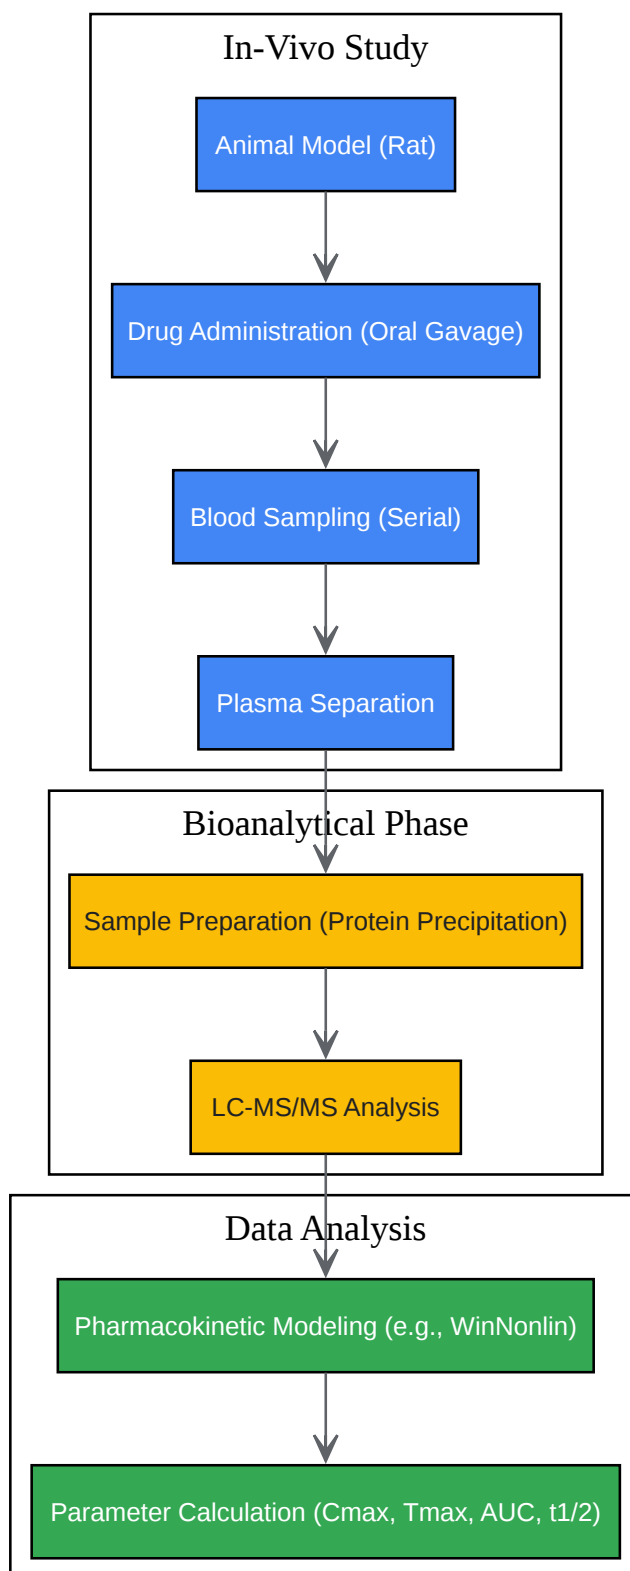 In-Vivo Study
Animal Model (Rat)
Drug Administration (Oral Gavage)
Blood Sampling (Serial)
Plasma Separation
Bioanalytical Phase
Sample Preparation (Protein Precipitation)
LC-MS/MS Analysis
Data Analysis
Pharmacokinetic Modeling (e.g., WinNonlin)
Parameter Calculation (Cmax, Tmax, AUC, t1/2)